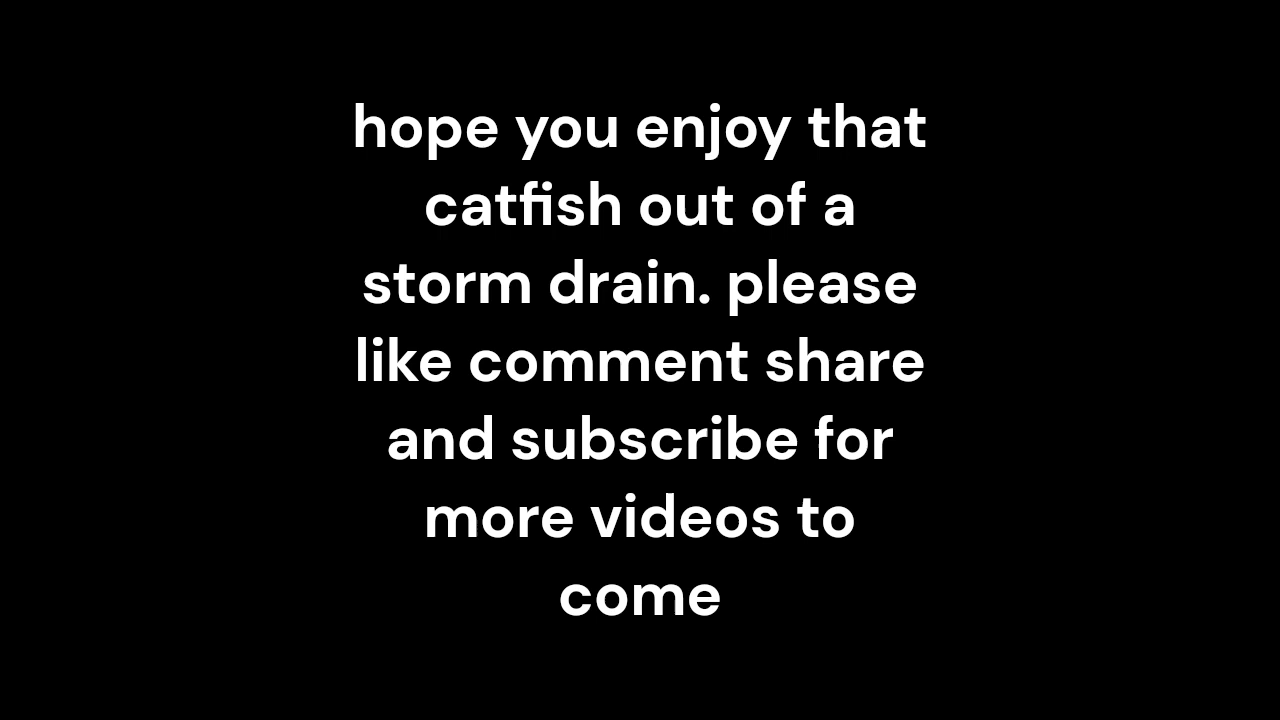 hope you enjoy that
catfish out of a
storm drain. please
like comment share
and subscribe for
more videos to
come